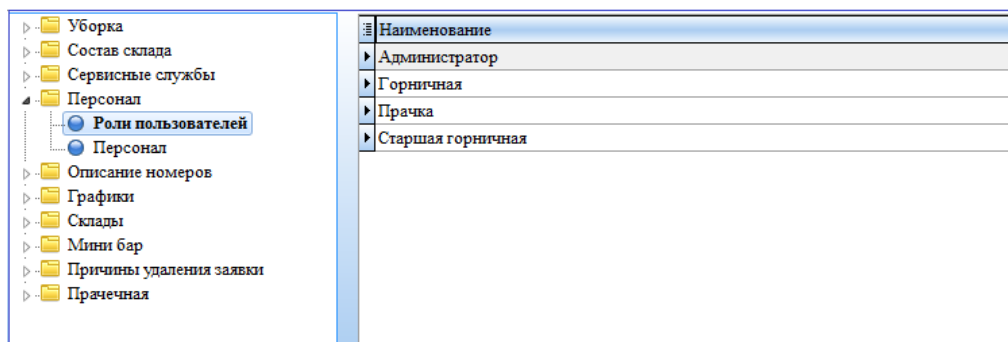 Уборка
Состав склада
Сервисные службы
Персонал
Роли пользователей
Персонал
Описание номеров
Графики
Склады
Мини бар
Причины удаления заявки
Прачечная
Наименование
Администратор
Горничная
Прачка
Старшая горничная